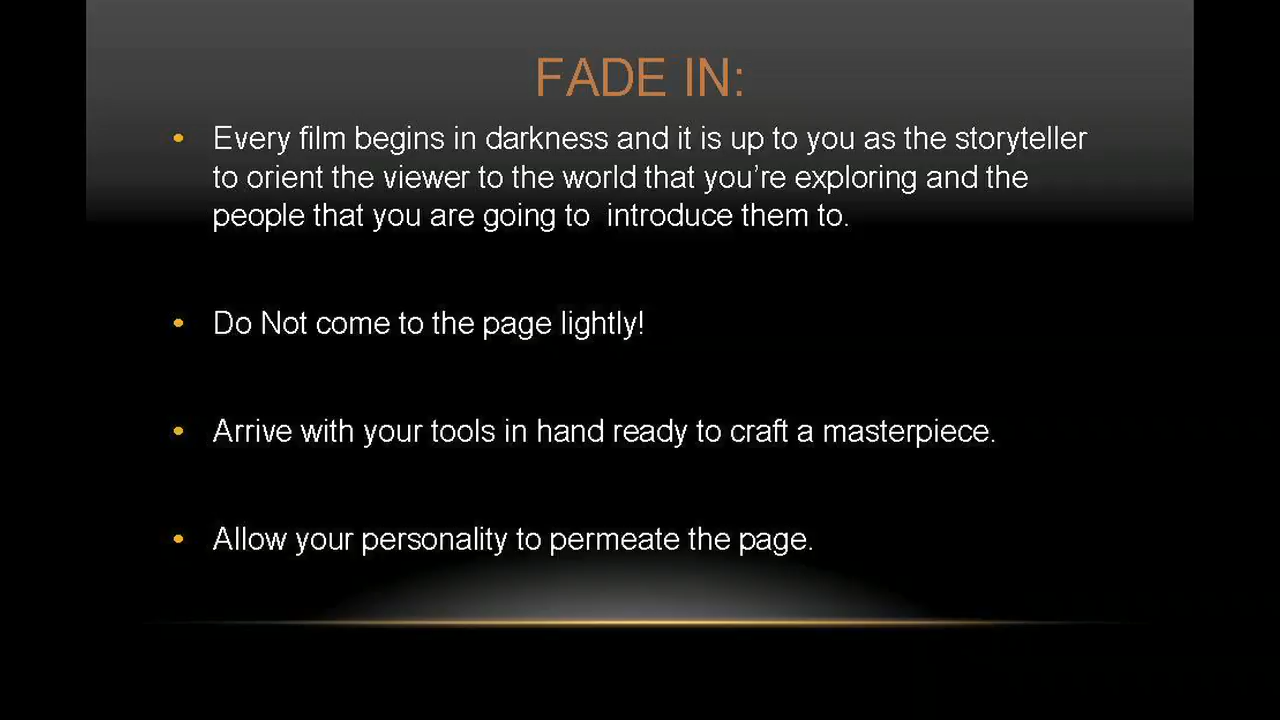 FADE IN:
• Every film begins in darkness and it is up to you as the storyteller
to orient the viewer to the world that you’re exploring and the
people that you are going to  introduce them to.
• Do Not come to the page lightly!
• Arrive with your tools in hand ready to craft a masterpiece.
• Allow your personality to permeate the page.